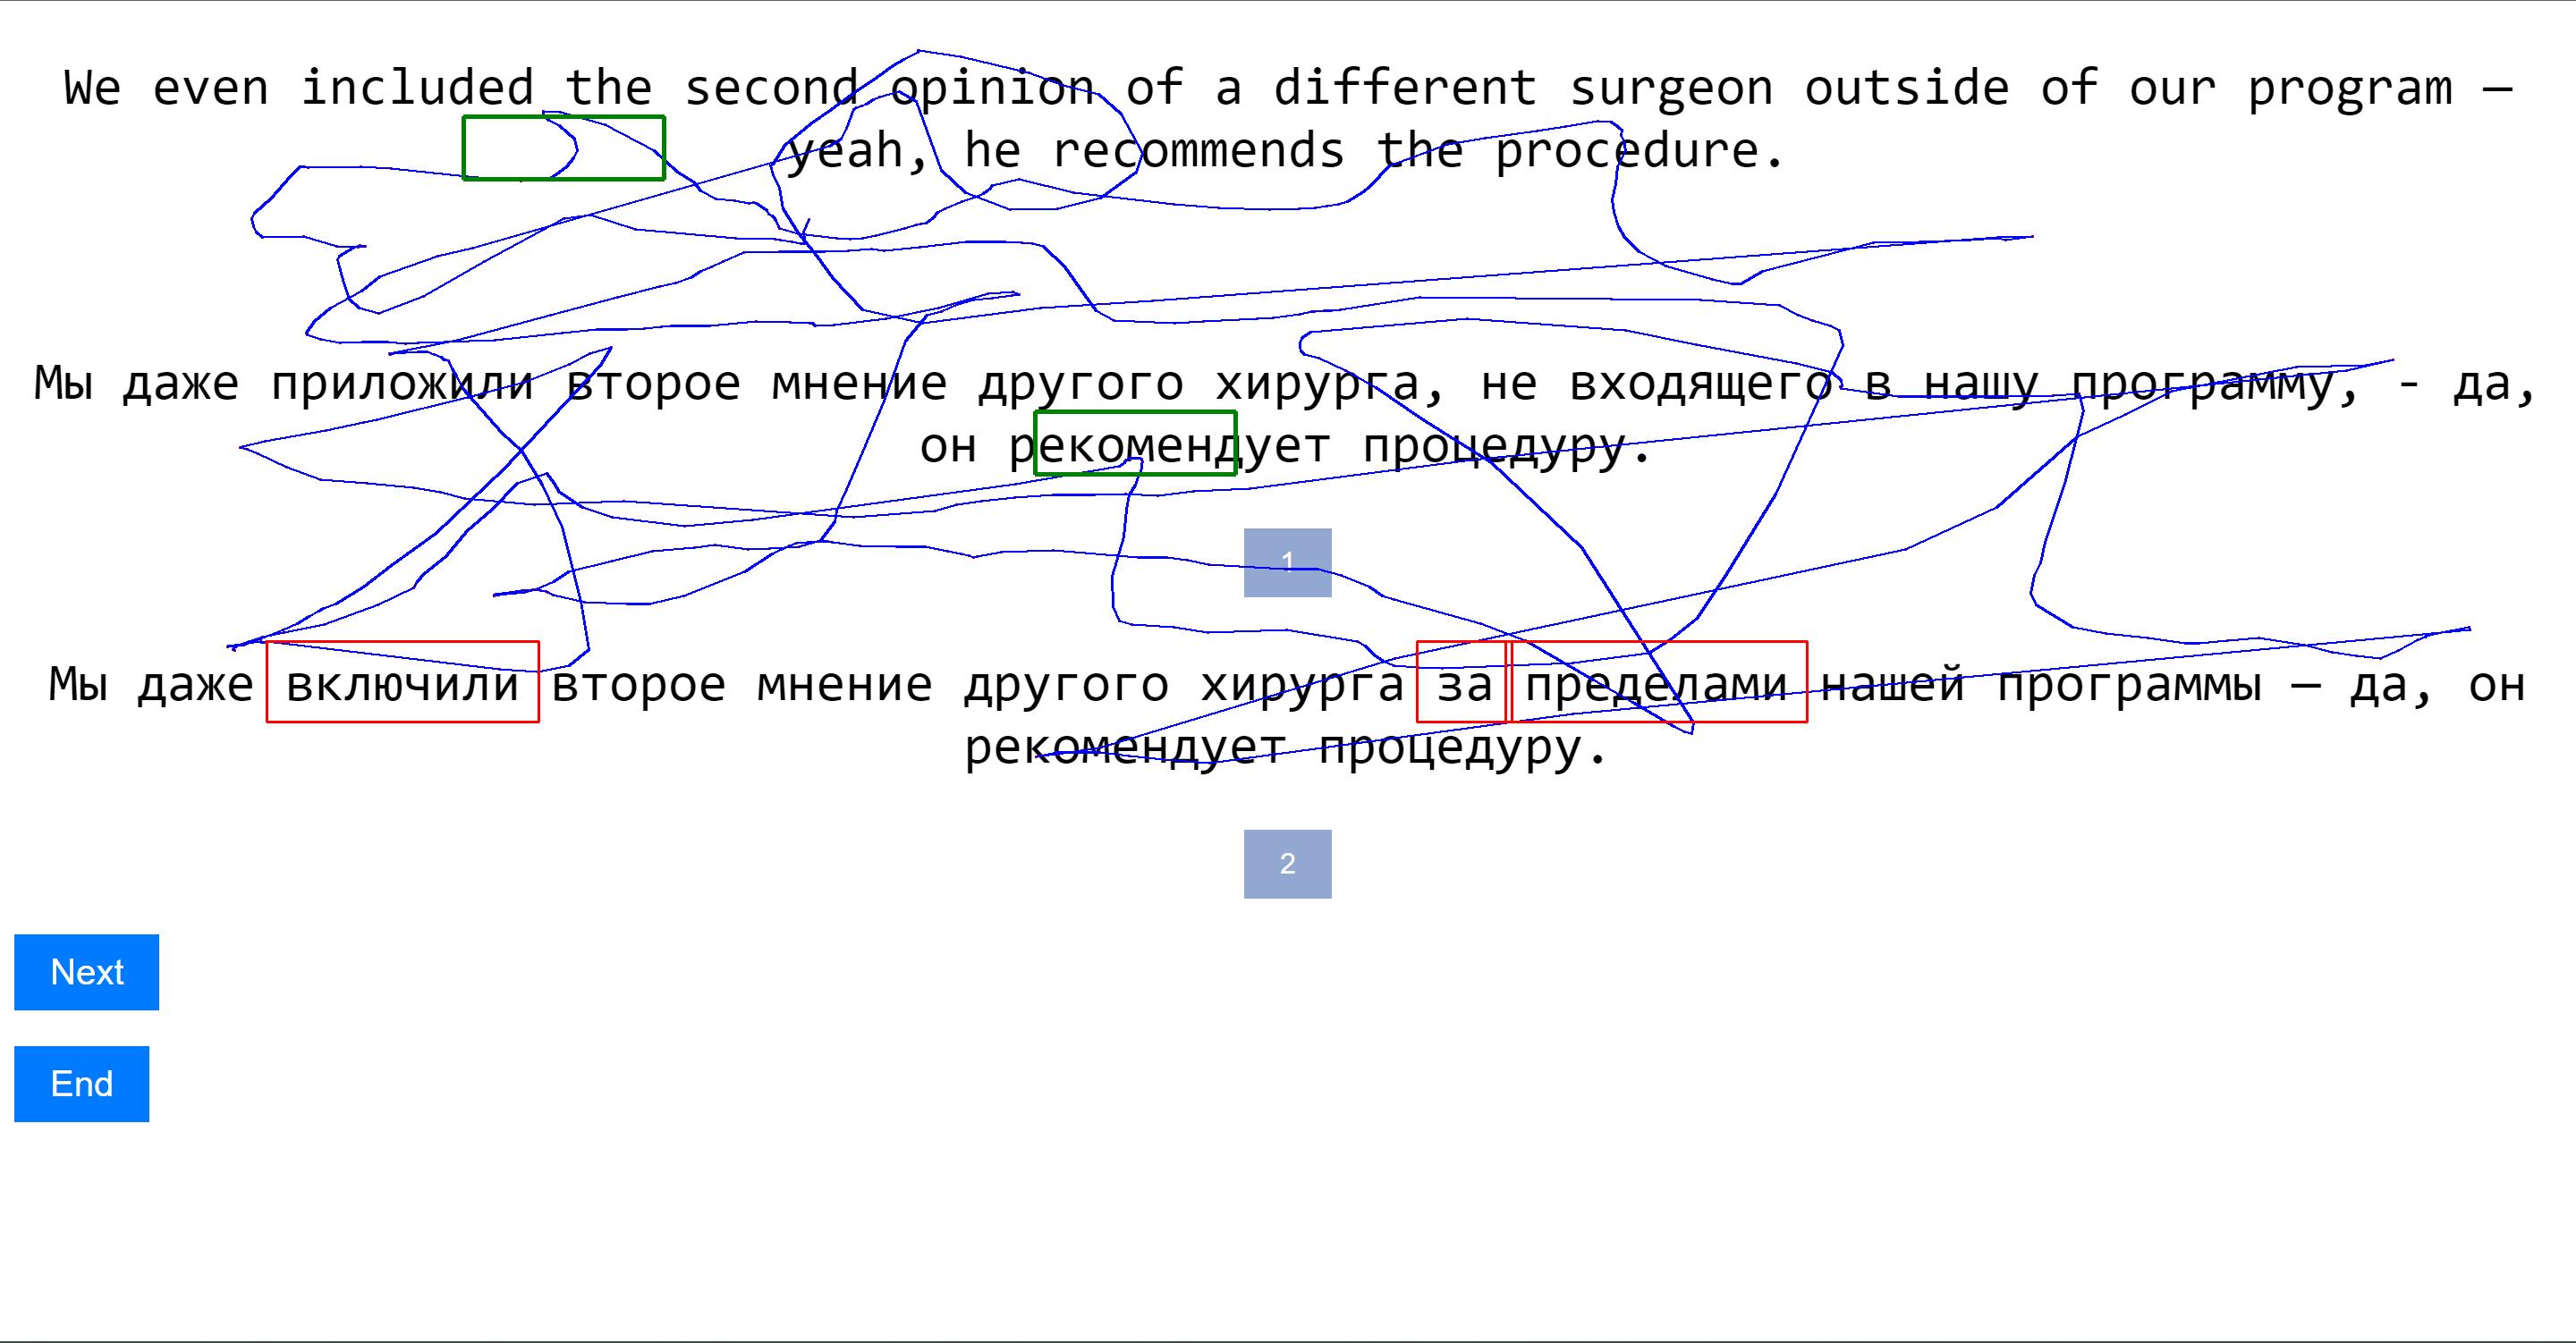 We even included the second opinion of a different surgeon outside of our program —
yeah, he recommends the procedure.
Мы даже приложили второе мнение другого хирурга, не входящего в нашу программу, - да,
он рекомендует процедуру.
1
Мы даже включили второе мнение другого хирурга за пределами нашей программы — да, он
рекомендует процедуру.
2
Next
End